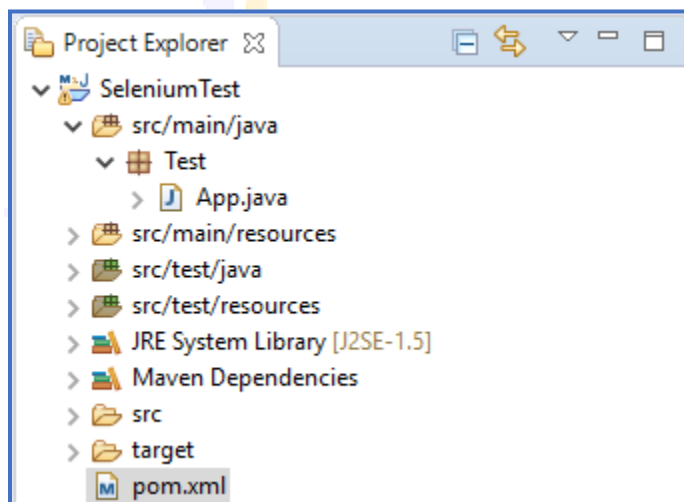 Project Explorer
SeleniumTest
src/main/java
Test
App.java
src/main/resources
src/test/java
src/test/resources
JRE System Library [J2SE-1.5]
Maven Dependencies
src
target
pom.xml